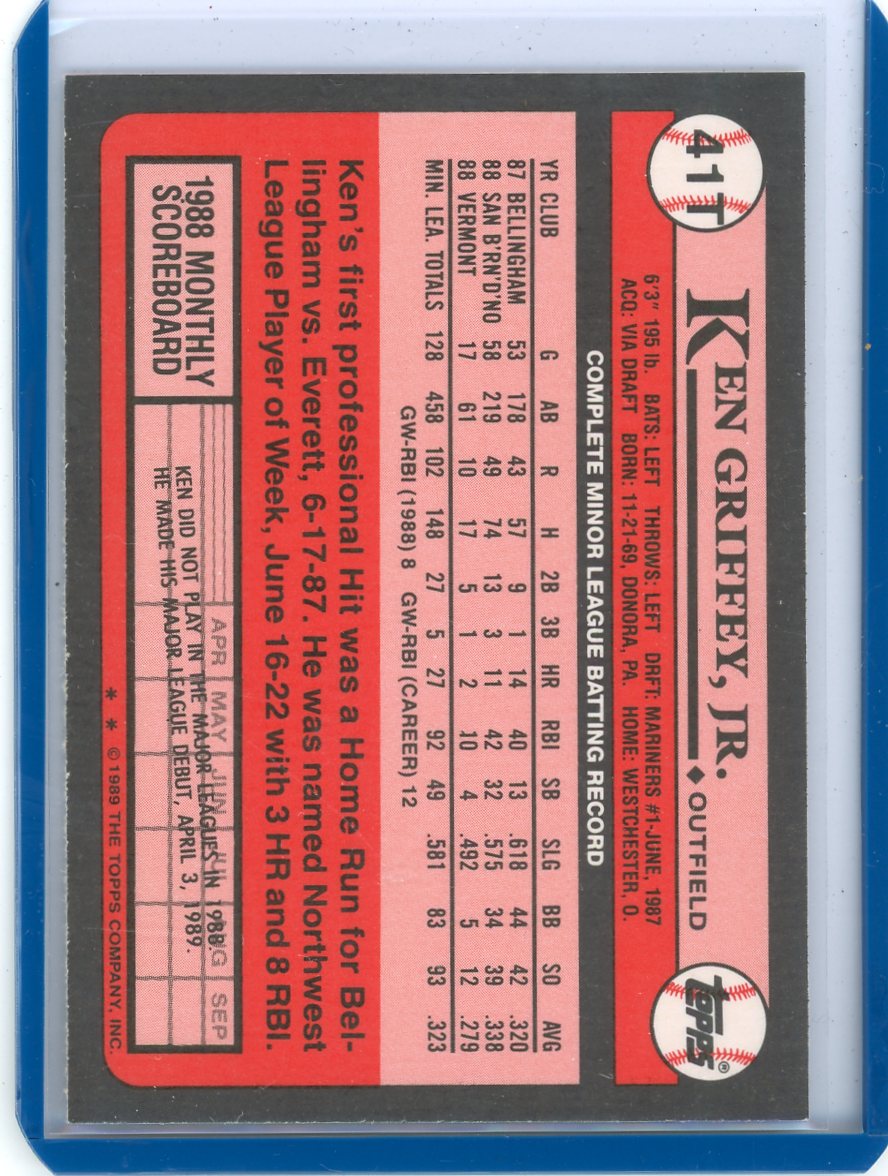 41T
KEN GRIFFEY, JR. ♦ OUTFIELD
topps®
6'3" 195 lb. BATS: LEFT THROWS: LEFT DRFT: MARINERS #1-JUNE, 1987
ACQ: VIA DRAFT BORN: 11-21-69, DONORA, PA. HOME: WESTCHESTER, O.
COMPLETE MINOR LEAGUE BATTING RECORD
YR CLUB G AB R H 2B 3B HR RBI SB SLG BB SO AVG
87 BELLINGHAM 53 178 43 57 9 1 14 40 13 .618 44 42 .320
88 SAN B'RN'D'NO 58 219 49 74 13 3 11 42 32 .575 34 39 .338
88 VERMONT 17 61 10 17 5 1 2 10 4 .492 5 12 .279
MIN. LEA. TOTALS 128 458 102 148 27 5 27 92 49 .581 83 93 .323
GW-RBI (1988) 8 GW-RBI (CAREER) 12
Ken's first professional Hit was a Home Run for Bel-
lingham vs. Everett, 6-17-87. He was named Northwest
League Player of Week, June 16-22 with 3 HR and 8 RBI.
1988 MONTHLY
SCOREBOARD
APR MAY JUN JUL AUG SEP
KEN DID NOT PLAY IN THE MAJOR LEAGUES IN 1988.
HE MADE HIS MAJOR LEAGUE DEBUT, APRIL 3, 1989.
* * © 1989 THE TOPPS COMPANY, INC.